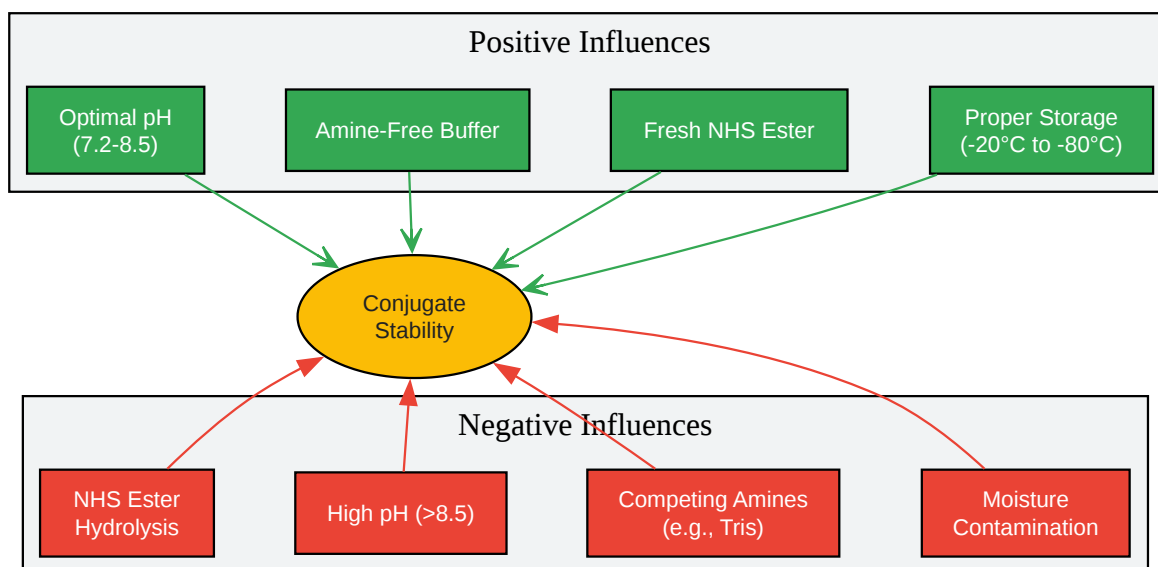 Positive Influences
Optimal pH
(7.2-8.5)
Amine-Free Buffer
Fresh NHS Ester
Proper Storage
(-20°C to -80°C)
Conjugate
Stability
Negative Influences
NHS Ester
Hydrolysis
High pH (>8.5)
Competing Amines
(e.g., Tris)
Moisture
Contamination